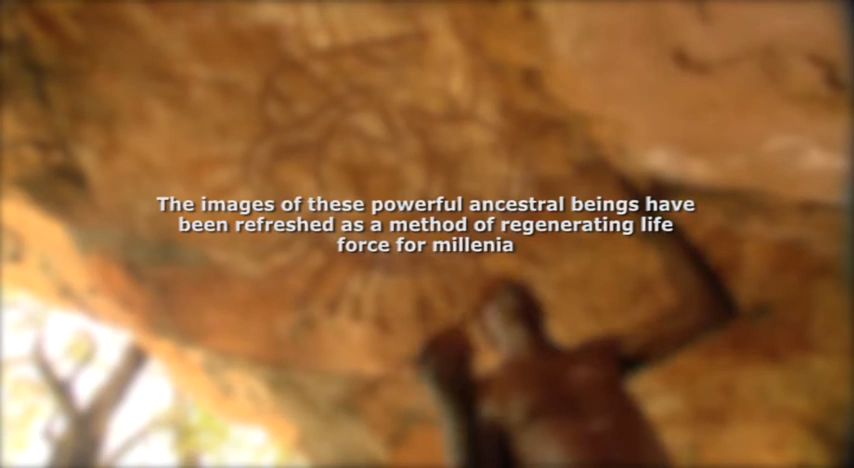 The images of these powerful ancestral beings have
been refreshed as a method of regenerating life
force for millenia